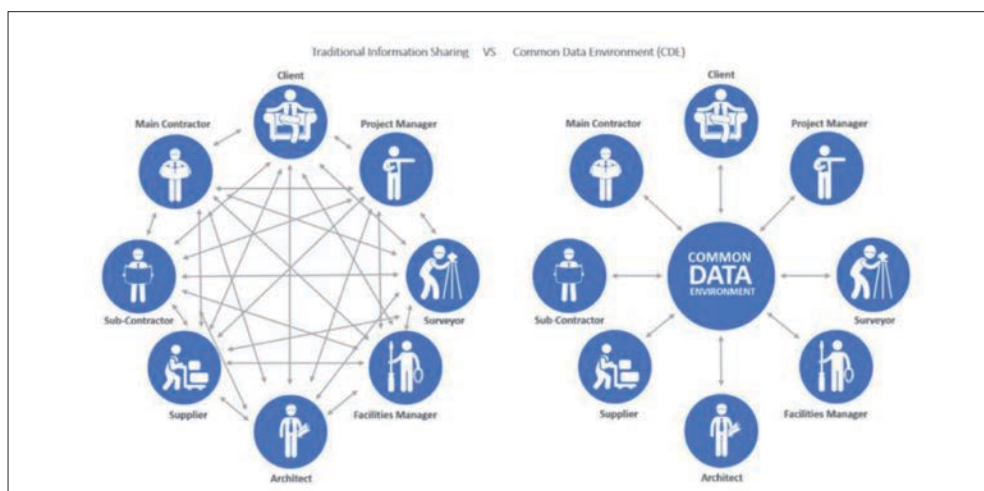 Traditional Information Sharing VS Common Data Environment (CDE)
Client
Main Contractor
Project Manager
Sub-Contractor
Surveyor
Supplier
Facilities Manager
Architect
Client
Main Contractor
Project Manager
COMMON
DATA
ENVIRONMENT
Sub-Contractor
Surveyor
Supplier
Facilities Manager
Architect